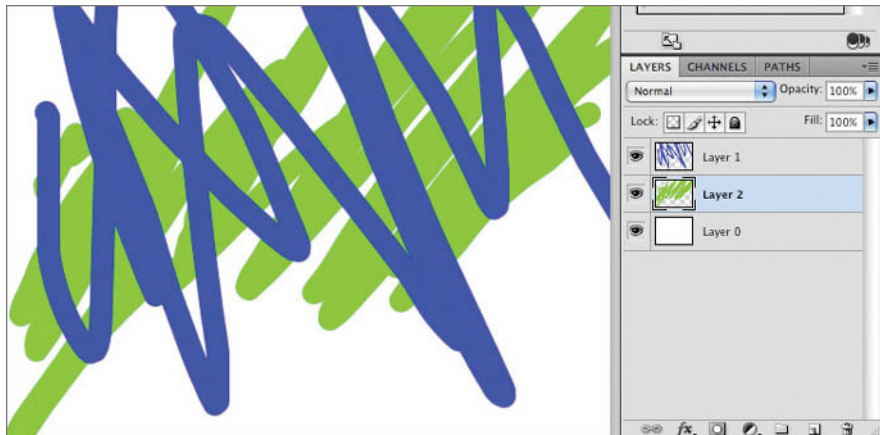 LAYERS CHANNELS PATHS
Normal Opacity: 100%
Lock: Fill: 100%
Layer 1
Layer 2
Layer 0
fx.